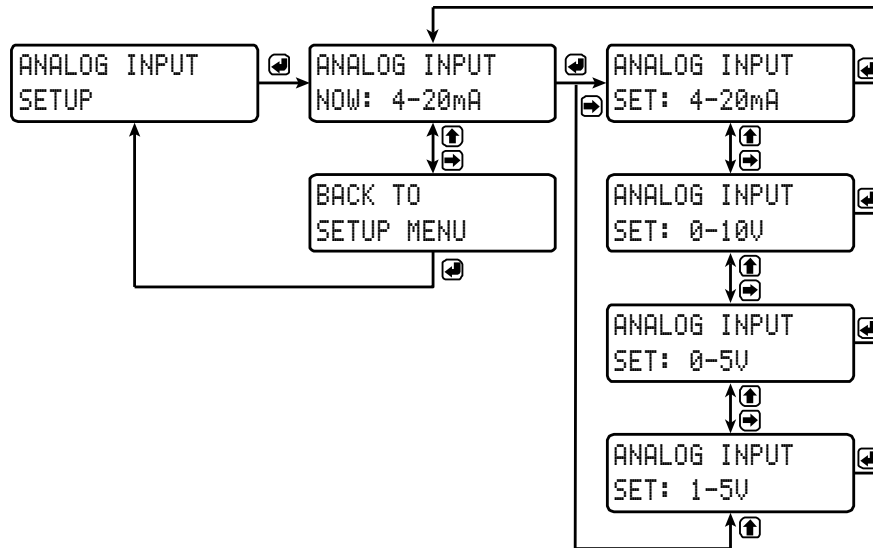 ANALOG INPUT
SETUP
ANALOG INPUT
NOW: 4-20mA
BACK TO
SETUP MENU
ANALOG INPUT
SET: 4-20mA
ANALOG INPUT
SET: 0-10V
ANALOG INPUT
SET: 0-5V
ANALOG INPUT
SET: 1-5V